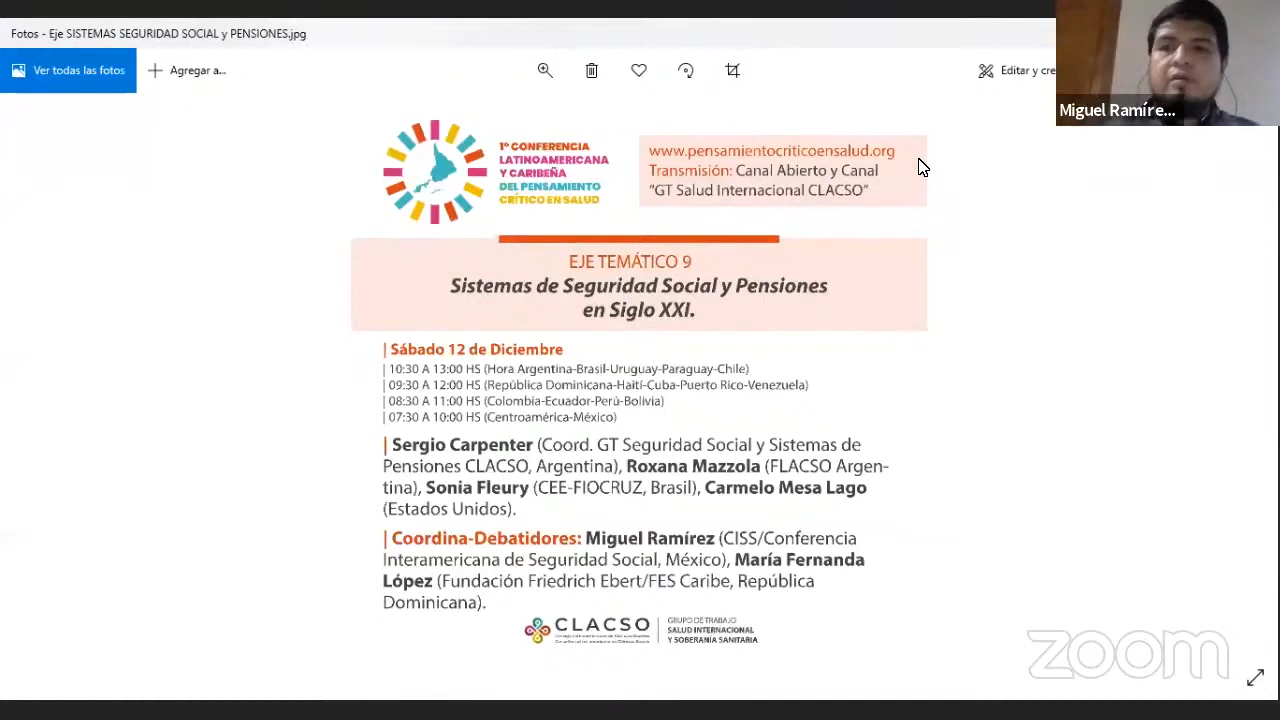 Fotos - Eje SISTEMAS SEGURIDAD SOCIAL y PENSIONES.jpg
Ver todas las fotos
Agregar a...
Editar y cre
Miguel Ramíre...
1º CONFERENCIA
LATINOAMERICANA
Y CARIBEÑA
DEL PENSAMIENTO
CRÍTICO EN SALUD
www.pensamientocriticoensalud.org
Transmisión: Canal Abierto y Canal
“GT Salud Internacional CLACSO”
EJE TEMÁTICO 9
Sistemas de Seguridad Social y Pensiones
en Siglo XXI.
| Sábado 12 de Diciembre
| 10:30 A 13:00 HS (Hora Argentina-Brasil-Uruguay-Paraguay-Chile)
| 09:30 A 12:00 HS (República Dominicana-Haití-Cuba-Puerto Rico-Venezuela)
| 08:30 A 11:00 HS (Colombia-Ecuador-Perú-Bolivia)
| 07:30 A 10:00 HS (Centroamérica-México)
| Sergio Carpenter (Coord. GT Seguridad Social y Sistemas de
Pensiones CLACSO, Argentina), Roxana Mazzola (FLACSO Argen-
tina), Sonia Fleury (CEE-FIOCRUZ, Brasil), Carmelo Mesa Lago
(Estados Unidos).
| Coordina-Debatidores: Miguel Ramírez (CISS/Conferencia
Interamericana de Seguridad Social, México), María Fernanda
López (Fundación Friedrich Ebert/FES Caribe, República
Dominicana).
CLACSO
GRUPO DE TRABAJO
SALUD INTERNACIONAL
Y SOBERANIA SANITARIA
zoom